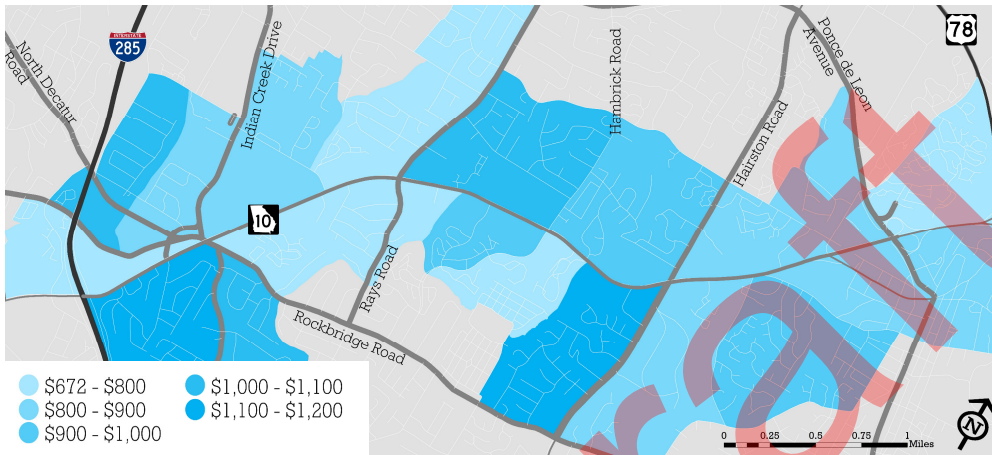 INTERSTATE
285
78
10
North Decatur
Road
Indian Creek Drive
Hambrick Road
Hairston Road
Ponce de Leon
Avenue
Rays Road
Rockbridge Road
$672 - $800
$800 - $900
$900 - $1,000
$1,000 - $1,100
$1,100 - $1,200
0 0.25 0.5 0.75 1
Miles
N
raft